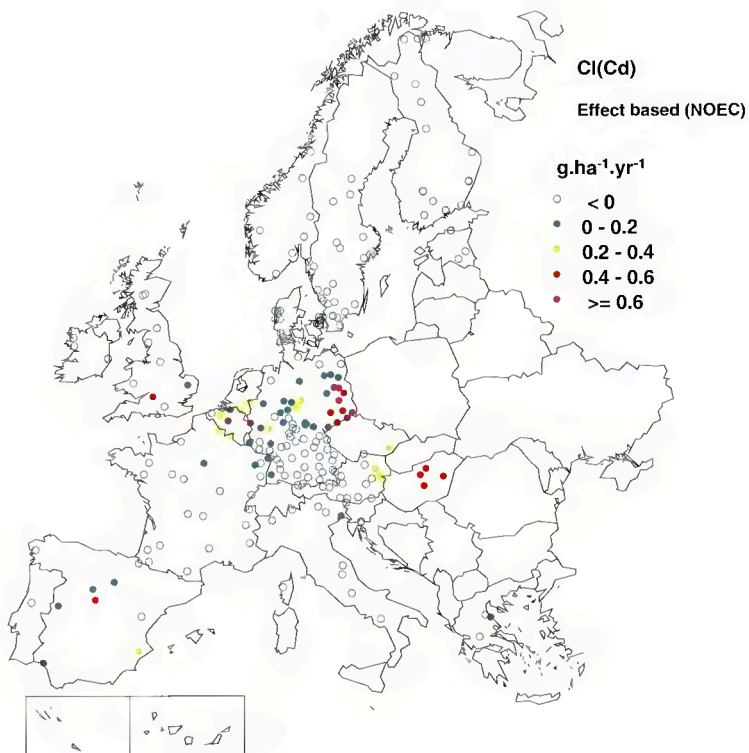 Cl(Cd)
Effect based (NOEC)
g.ha⁻¹.yr⁻¹
< 0
0 - 0.2
0.2 - 0.4
0.4 - 0.6
>= 0.6